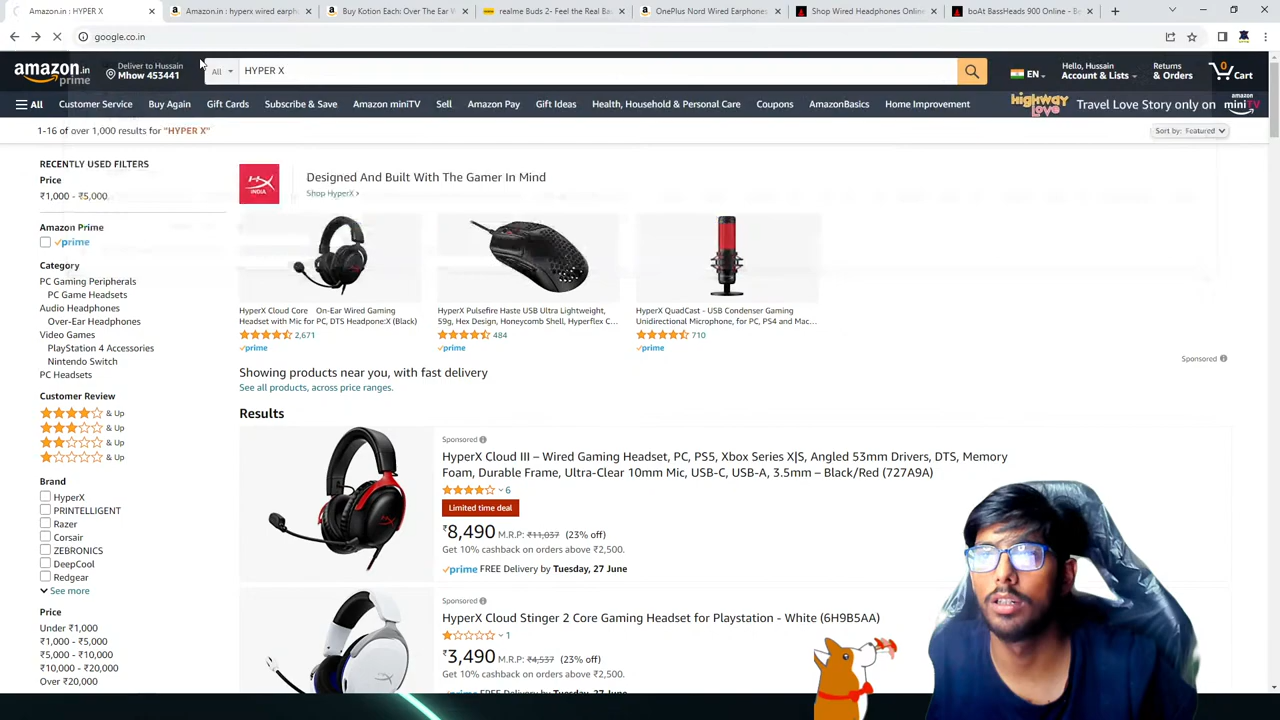 Amazon.in : HYPER X
Amazon.in : hyperx wired earph
Buy Kotion Each: Over The Ear W
realme Buds 2- Feel the Real Bas
OnePlus Nord Wired Earphones
Shop Wired Headphones Online
boAt BassHeads 900 Online - Be
google.co.in
amazon.in
prime
Deliver to Hussain
Mhow 453441
All
HYPER X
EN
Hello, Hussain
Account & Lists
Returns
& Orders
0
Cart
All
Customer Service
Buy Again
Gift Cards
Subscribe & Save
Amazon miniTV
Sell
Amazon Pay
Gift Ideas
Health, Household & Personal Care
Coupons
AmazonBasics
Home Improvement
Highway Love
Travel Love Story only on
amazon
miniTV
1-16 of over 1,000 results for "HYPER X"
Sort by: Featured
RECENTLY USED FILTERS
Price
₹1,000 - ₹5,000
Amazon Prime
prime
Category
PC Gaming Peripherals
PC Game Headsets
Audio Headphones
Over-Ear Headphones
Video Games
PlayStation 4 Accessories
Nintendo Switch
PC Headsets
Customer Review
& Up
& Up
& Up
& Up
Brand
HyperX
PRINTELLIGENT
Razer
Corsair
ZEBRONICS
DeepCool
Redgear
See more
Price
Under ₹1,000
₹1,000 - ₹5,000
₹5,000 - ₹10,000
₹10,000 - ₹20,000
Over ₹20,000
INDIA
Designed And Built With The Gamer In Mind
Shop HyperX ›
HyperX Cloud Core – On-Ear Wired Gaming
Headset with Mic for PC, DTS Headphone:X (Black)
2,671
prime
HyperX Pulsefire Haste USB Ultra Lightweight,
59g, Hex Design, Honeycomb Shell, Hyperflex C...
484
prime
HyperX QuadCast - USB Condenser Gaming
Unidirectional Microphone, for PC, PS4 and Mac...
710
prime
Sponsored
Showing products near you, with fast delivery
See all products, across price ranges.
Results
Sponsored
HyperX Cloud III – Wired Gaming Headset, PC, PS5, Xbox Series X|S, Angled 53mm Drivers, DTS, Memory
Foam, Durable Frame, Ultra-Clear 10mm Mic, USB-C, USB-A, 3.5mm – Black/Red (727A9A)
6
Limited time deal
₹8,490 M.R.P: ₹11,037 (23% off)
Get 10% cashback on orders above ₹2,500.
prime FREE Delivery by Tuesday, 27 June
Sponsored
HyperX Cloud Stinger 2 Core Gaming Headset for Playstation - White (6H9B5AA)
1
₹3,490 M.R.P: ₹4,537 (23% off)
Get 10% cashback on orders above ₹2,500.
prime FREE Delivery by Tuesday, 27 June